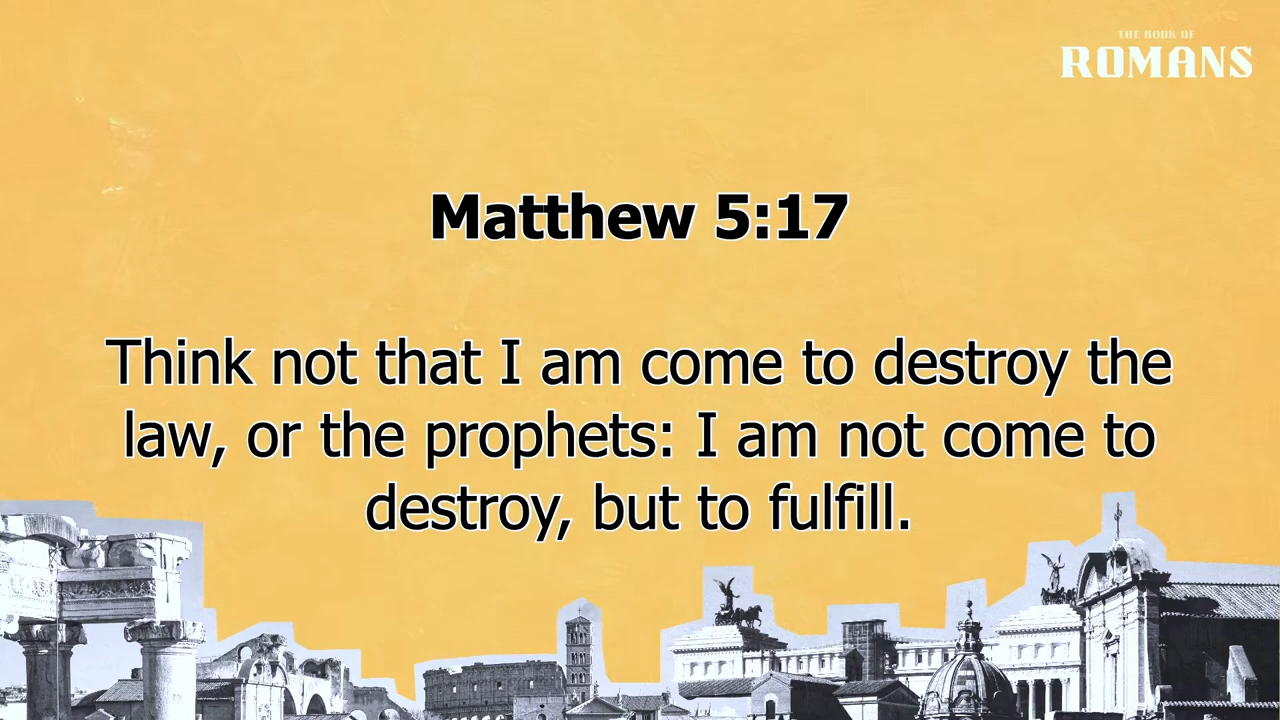 THE BOOK OF
ROMANS
Matthew 5:17
Think not that I am come to destroy the
law, or the prophets: I am not come to
destroy, but to fulfill.